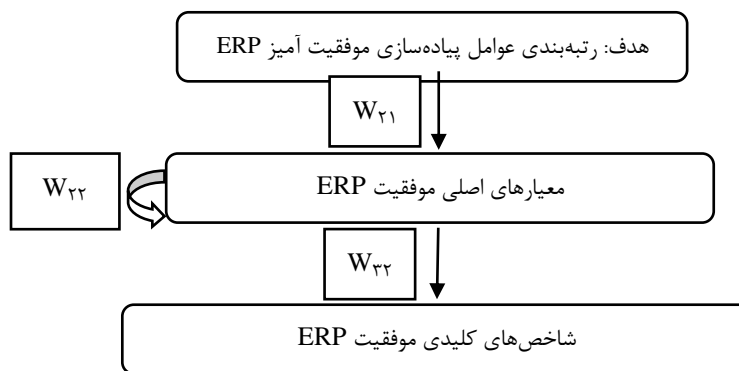 هدف: رتبه‌بندی عوامل پیاده‌سازی موفقیت آمیز ERP
W۲۱
معیارهای اصلی موفقیت ERP
W۲۲
W۳۲
شاخص‌های کلیدی موفقیت ERP